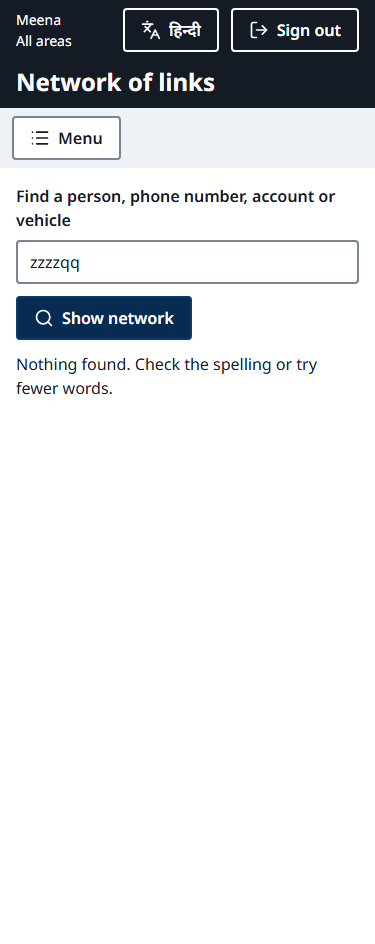 Meena
All areas
हिन्दी
Sign out
Network of links
Menu
Find a person, phone number, account or
vehicle
zzzzqq
Show network
Nothing found. Check the spelling or try
fewer words.